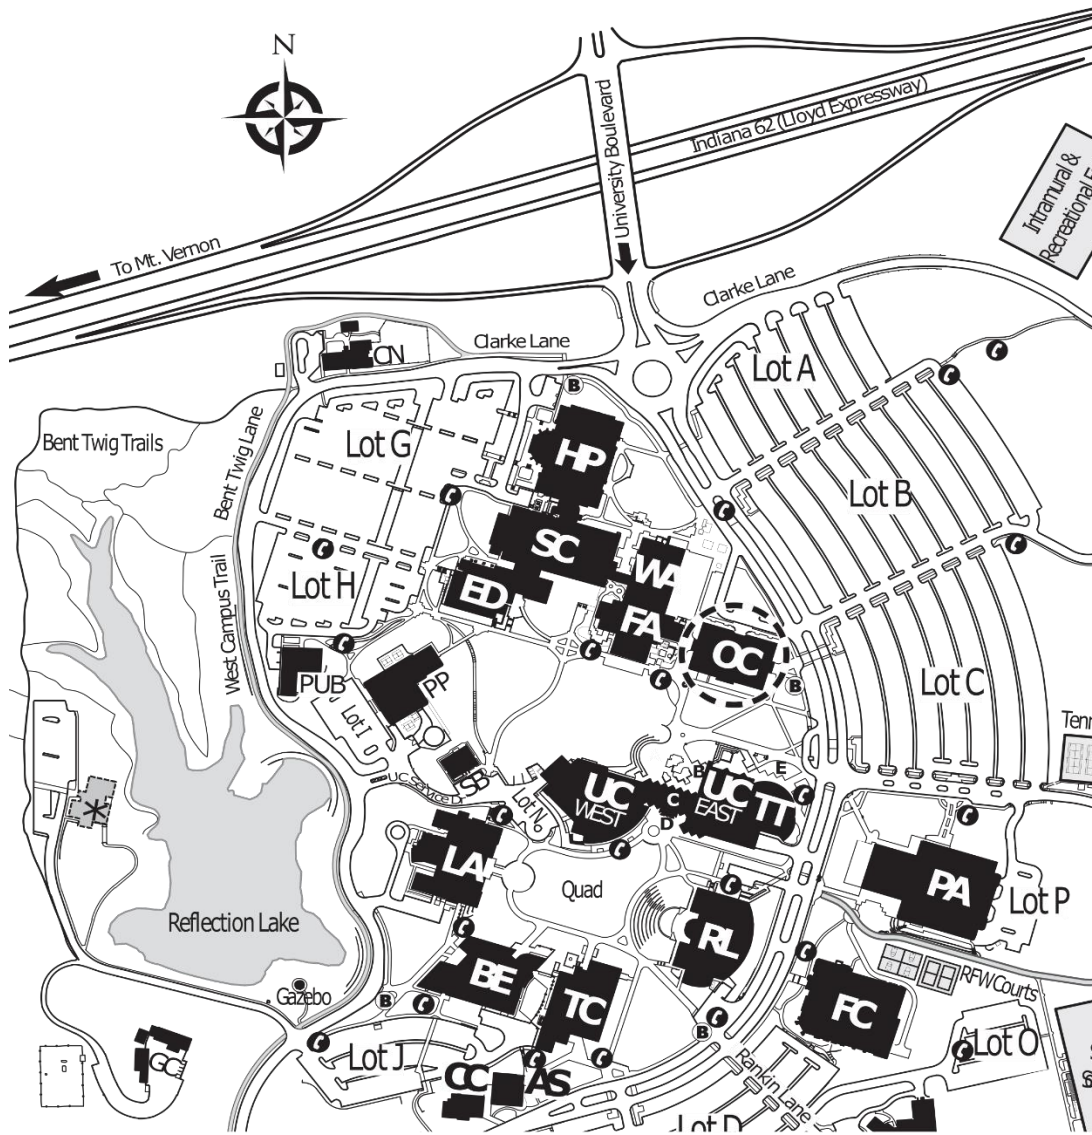 N
University Boulevard
Indiana 62 (Lloyd Expressway)
Intramural &
Recreational F
To Mt. Vernon
Clarke Lane
Clarke Lane
CN
B
Lot A
Bent Twig Trails
Bent Twig Lane
Lot G
HP
Lot B
SC
WA
West Campus Trail
Lot H
ED
FA
OC
PUB
PP
B
Lot C
Lot I
Tenn
SB
UC Service Dr
Lot N
UC
WEST
B
E
C
D
UC
EAST
TT
LA
Quad
PA
Lot P
Reflection Lake
RL
BE
TC
RFW Courts
Gazebo
B
FC
B
GC
Lot J
CC
AS
Rankin Lane
Lot O
Lot D